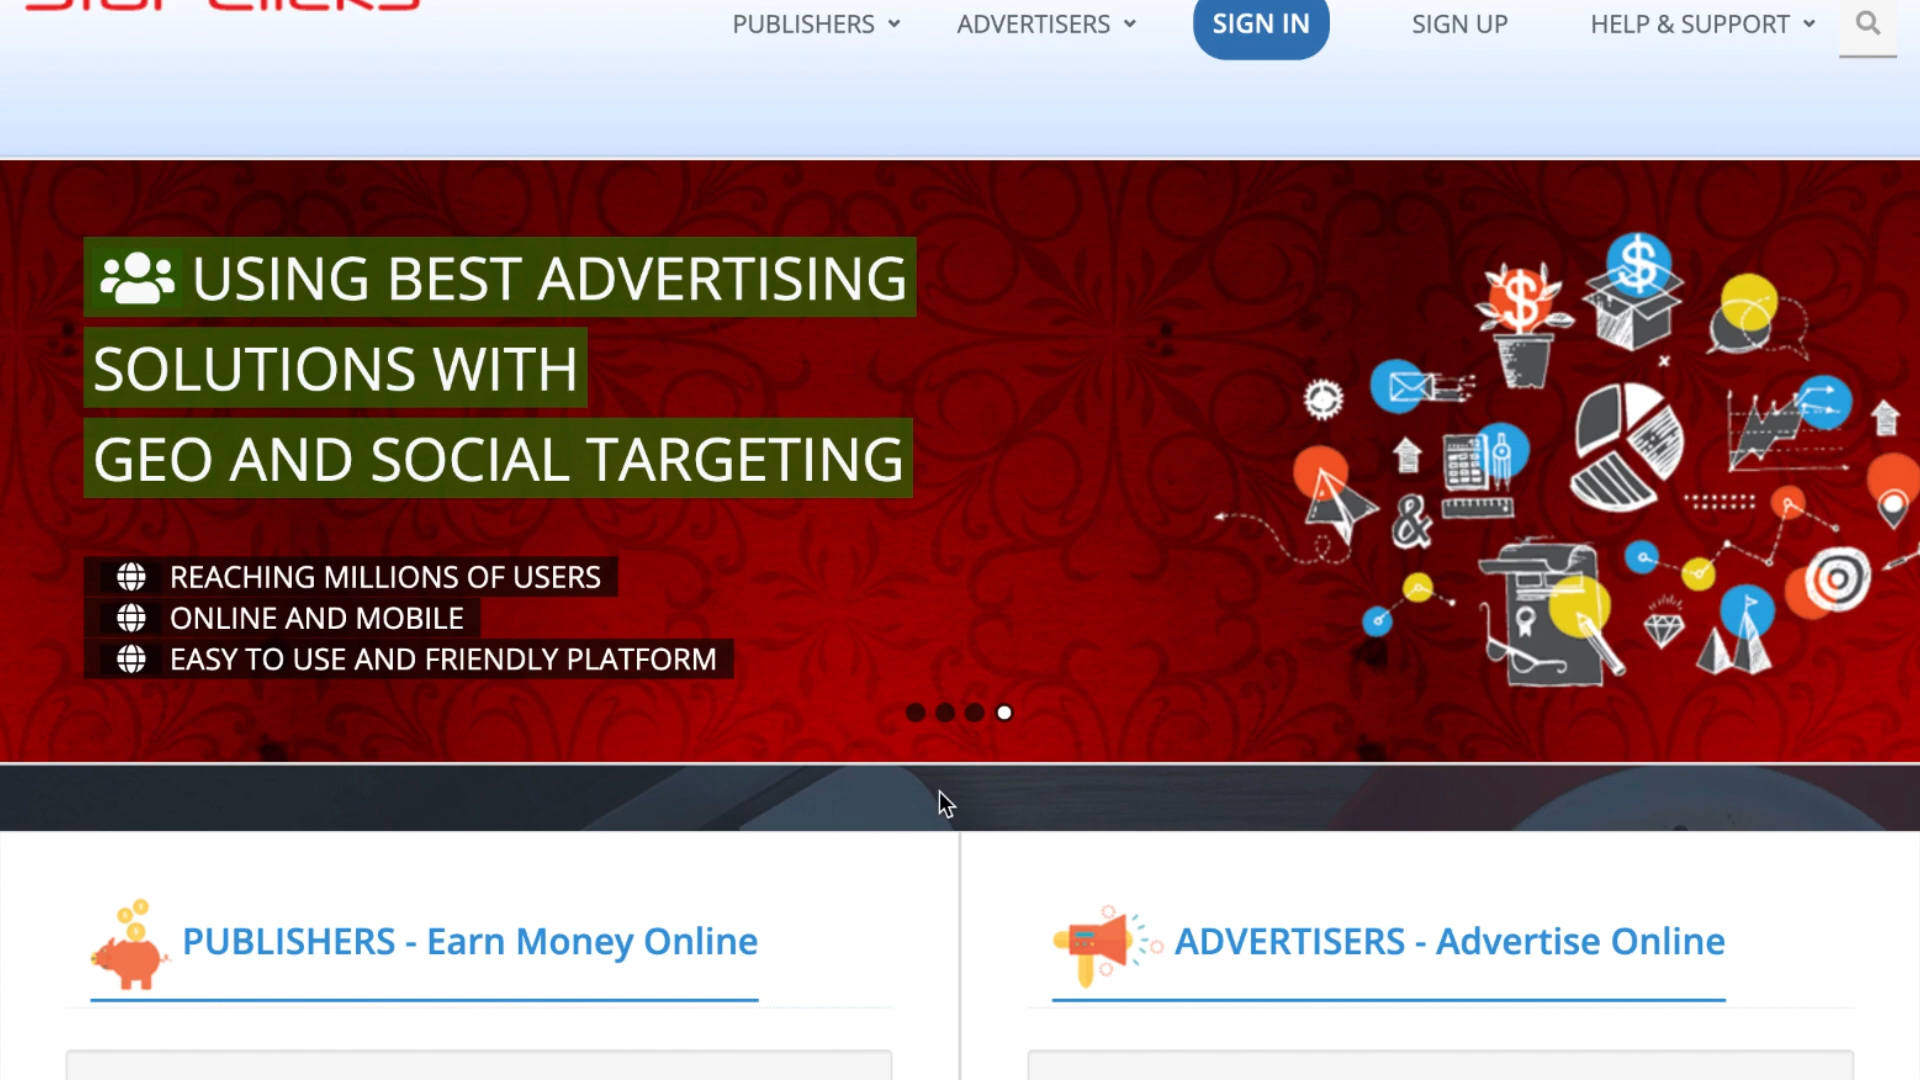 PUBLISHERS
ADVERTISERS
SIGN IN
SIGN UP
HELP & SUPPORT
USING BEST ADVERTISING
SOLUTIONS WITH
GEO AND SOCIAL TARGETING
REACHING MILLIONS OF USERS
ONLINE AND MOBILE
EASY TO USE AND FRIENDLY PLATFORM
PUBLISHERS - Earn Money Online
ADVERTISERS - Advertise Online